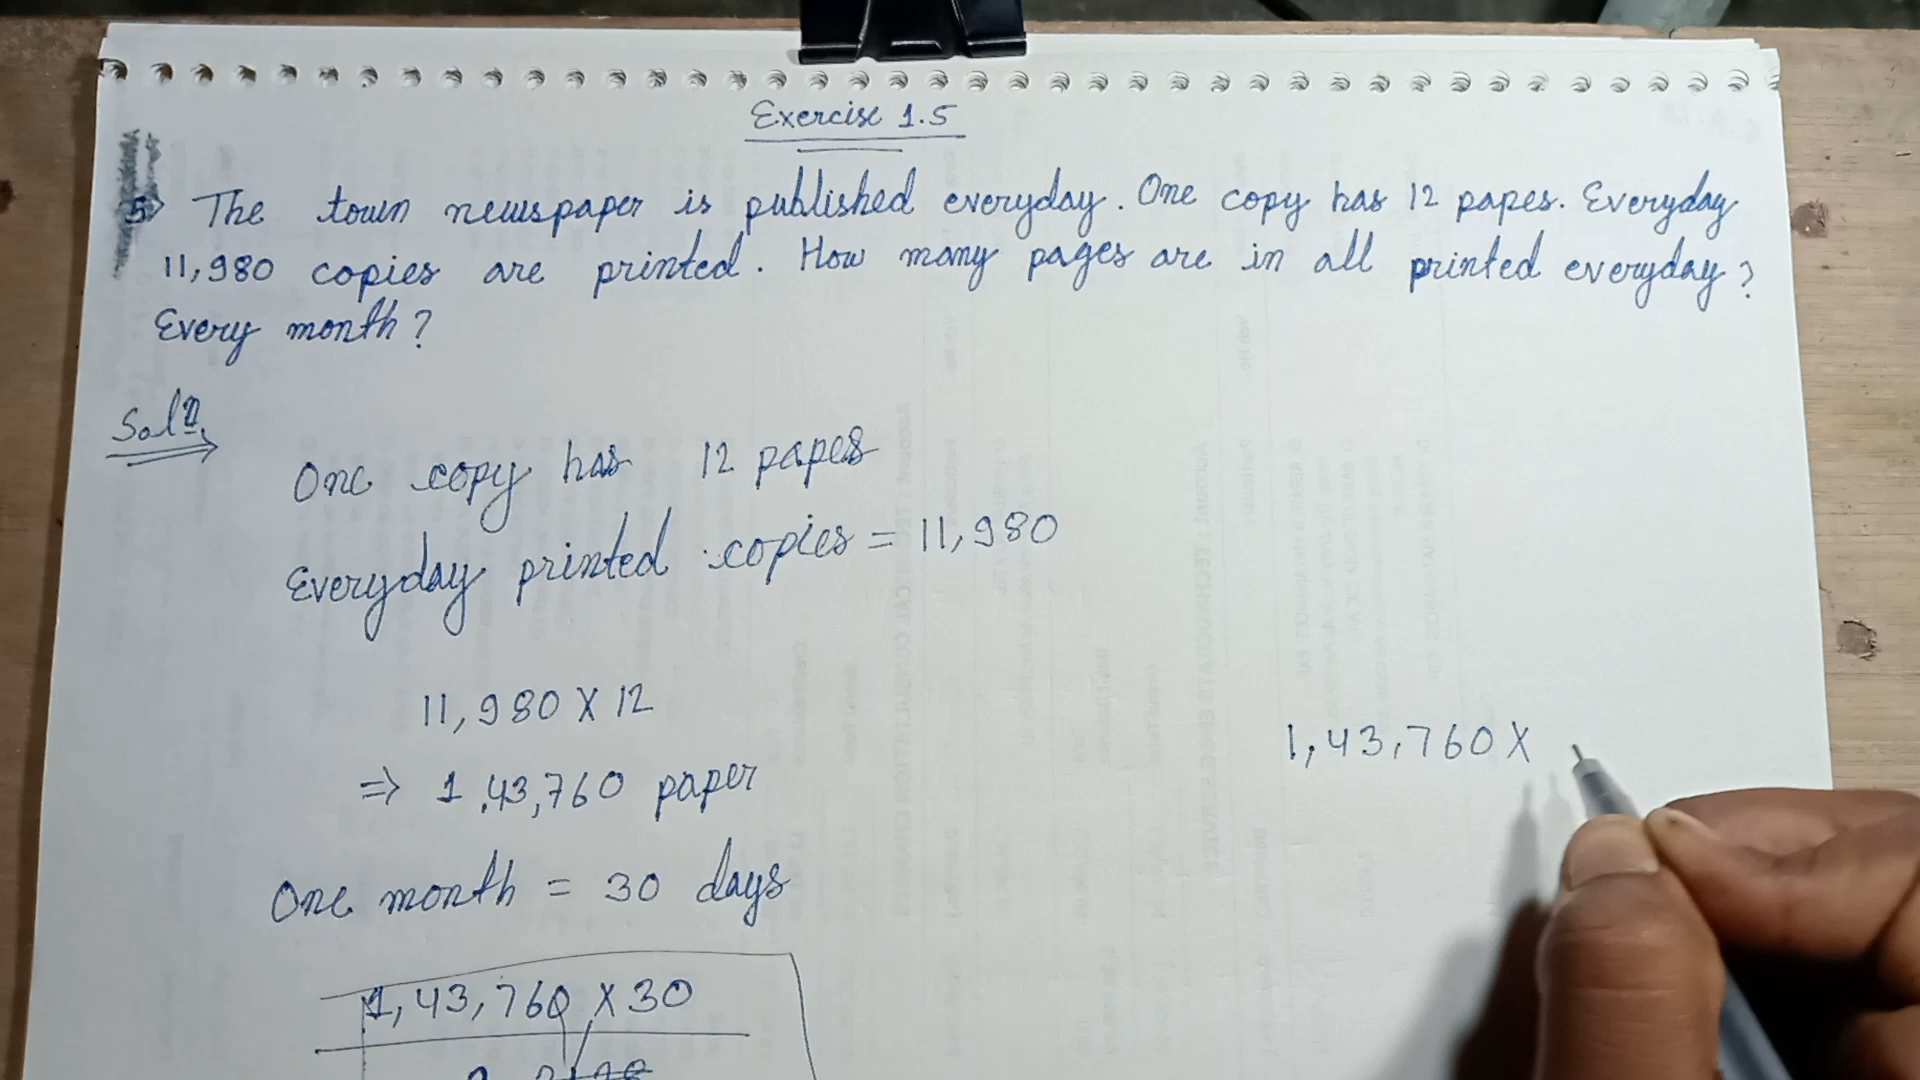 Exercise 1.5
5 The town newspaper is published everyday. One copy has 12 papes. Everyday
11,980 copies are printed. How many pages are in all printed everyday?
Every month?
Solⁿ
One copy has 12 papes
Everyday printed copies = 11,980
11,980 X 12
1,43,760 X
⇒ 1,43,760 paper
One month = 30 days
1,43,760 X 30